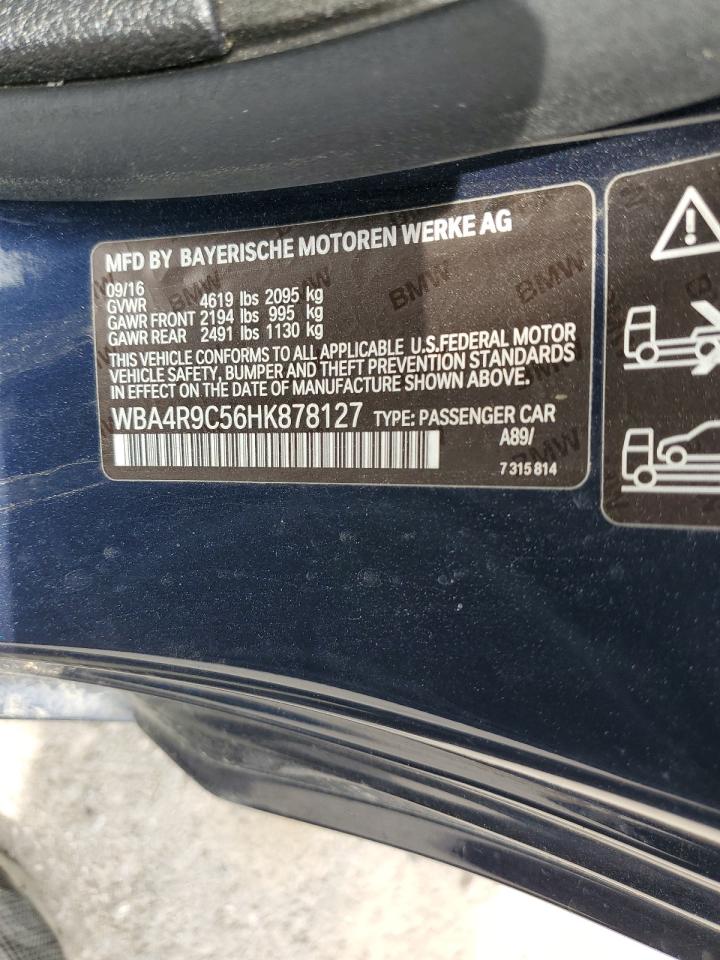 MFD BY BAYERISCHE MOTOREN WERKE AG
09/16
GVWR 4619 lbs 2095 kg
GAWR FRONT 2194 lbs 995 kg
GAWR REAR 2491 lbs 1130 kg
THIS VEHICLE CONFORMS TO ALL APPLICABLE U.S.FEDERAL MOTOR
VEHICLE SAFETY, BUMPER AND THEFT PREVENTION STANDARDS
IN EFFECT ON THE DATE OF MANUFACTURE SHOWN ABOVE.
WBA4R9C56HK878127 TYPE: PASSENGER CAR
A89/
7 315 814